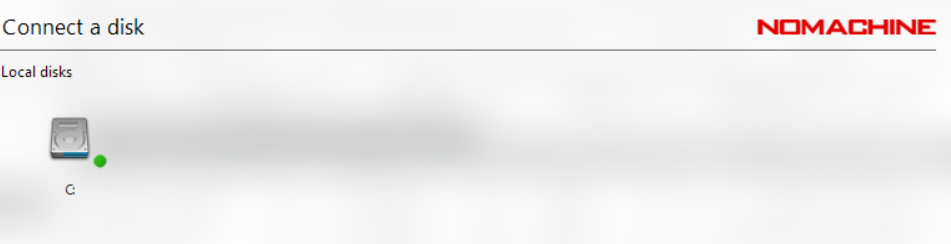 Connect a disk
NOMACHINE
Local disks
C: